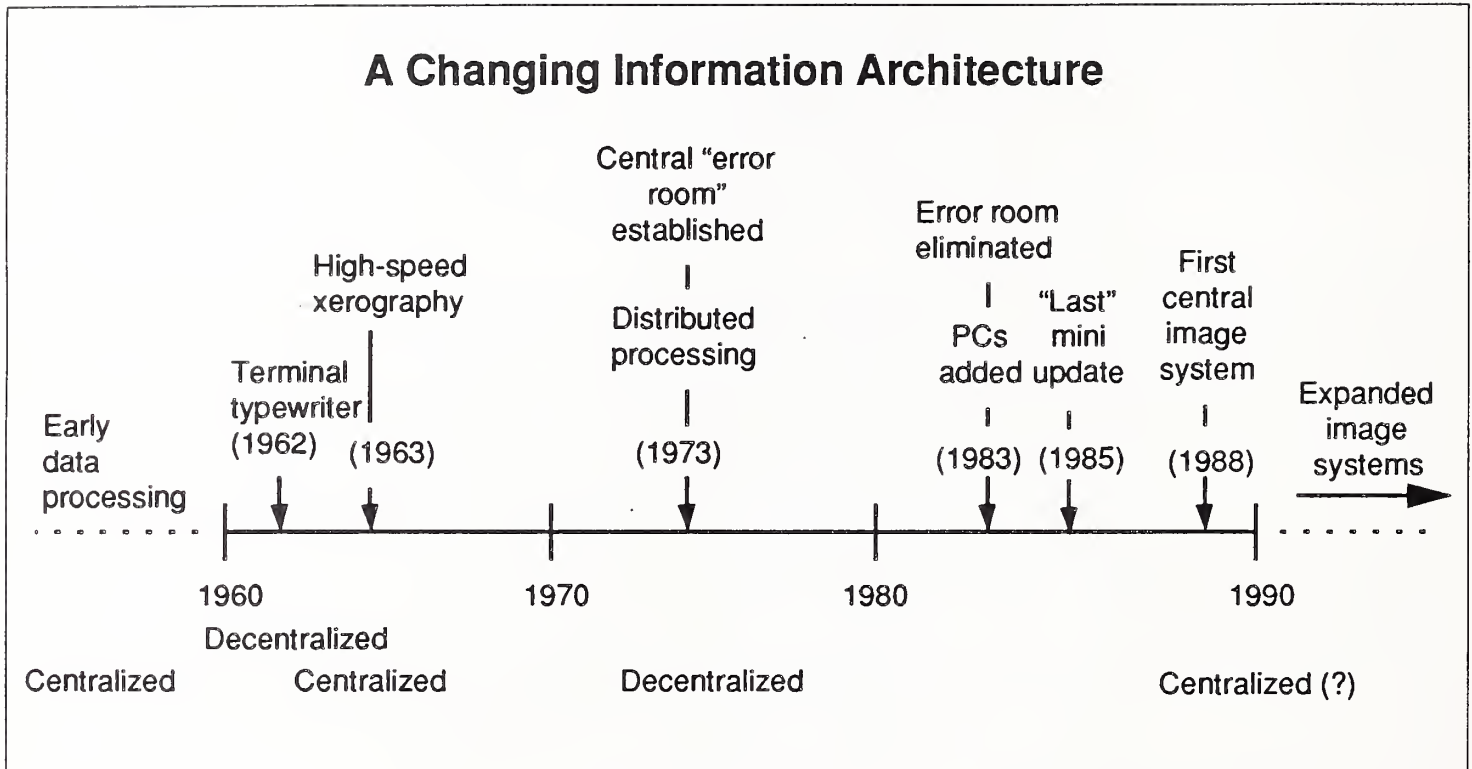 A Changing Information Architecture
Early
data
processing
Terminal
typewriter
(1962)
High-speed
xerography
(1963)
Central “error
room”
established
Distributed
processing
(1973)
Error room
eliminated
PCs
added
(1983)
“Last”
mini
update
(1985)
First
central
image
system
(1988)
Expanded
image
systems
1960
1970
1980
1990
Decentralized
Centralized
Centralized
Decentralized
Centralized (?)